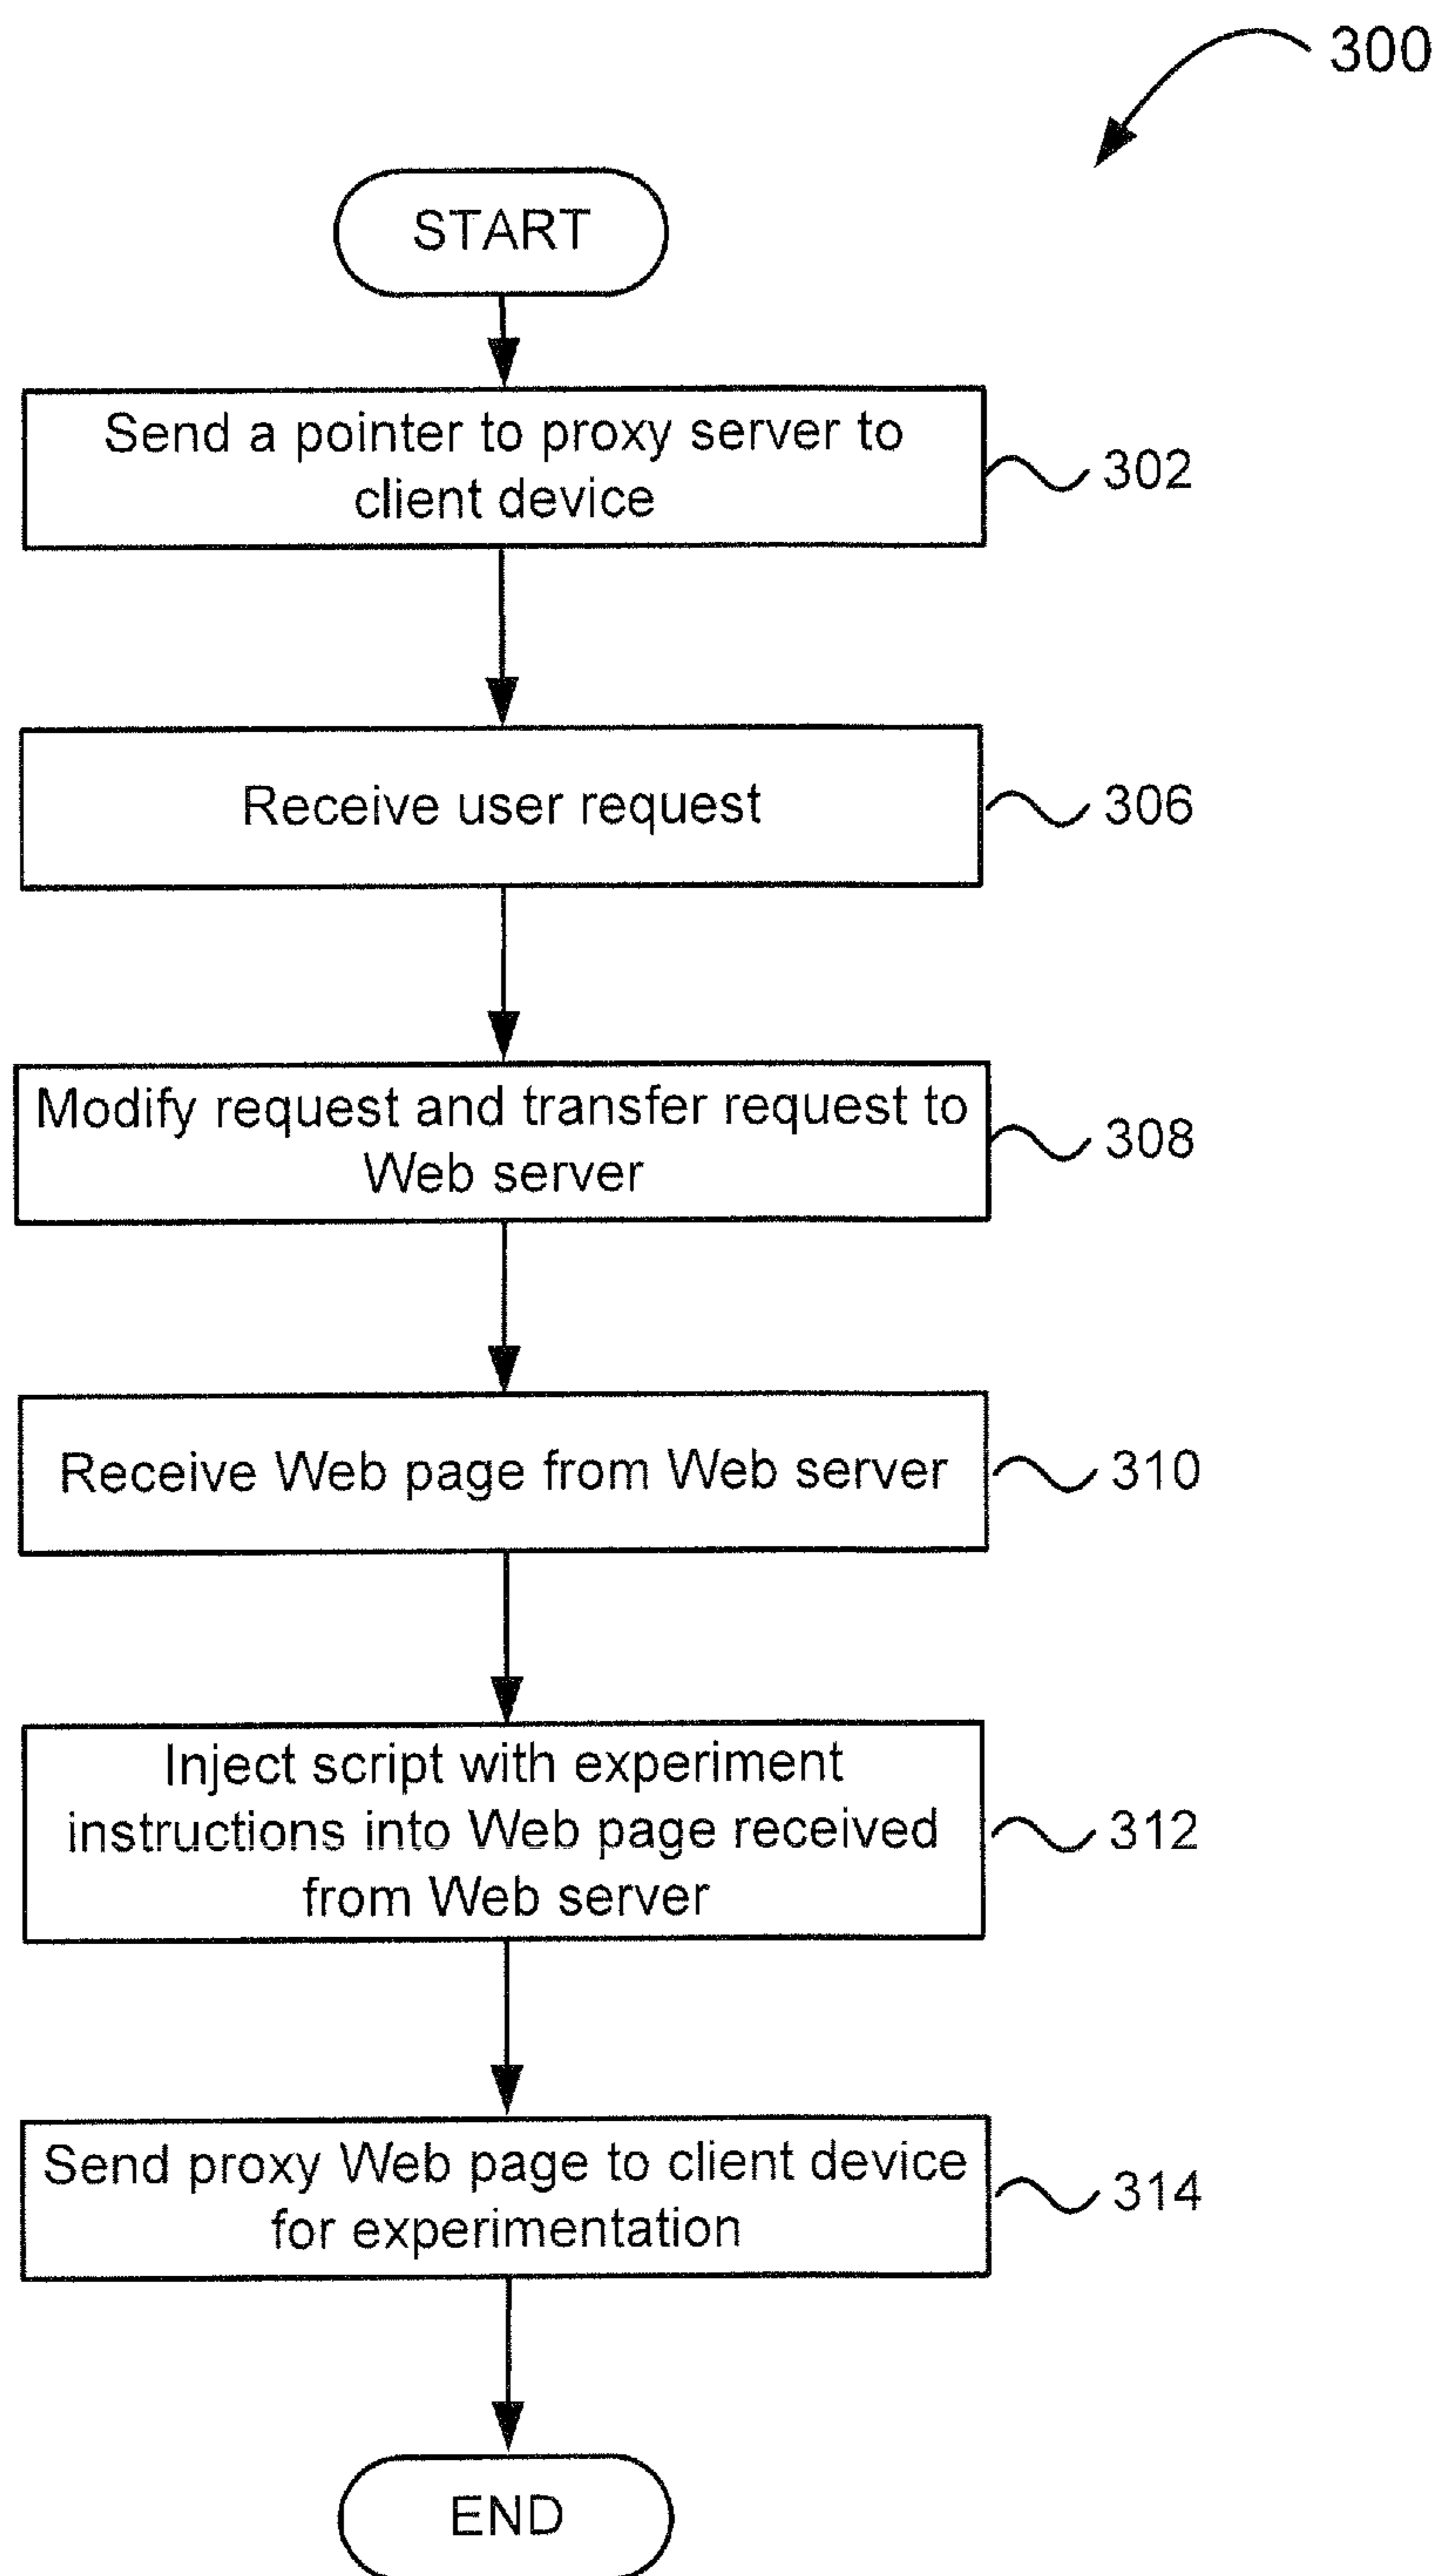 300
START
Send a pointer to proxy server to
client device
302
Receive user request
306
Modify request and transfer request to
Web server
308
Receive Web page from Web server
310
Inject script with experiment
instructions into Web page received
from Web server
312
Send proxy Web page to client device
for experimentation
314
END